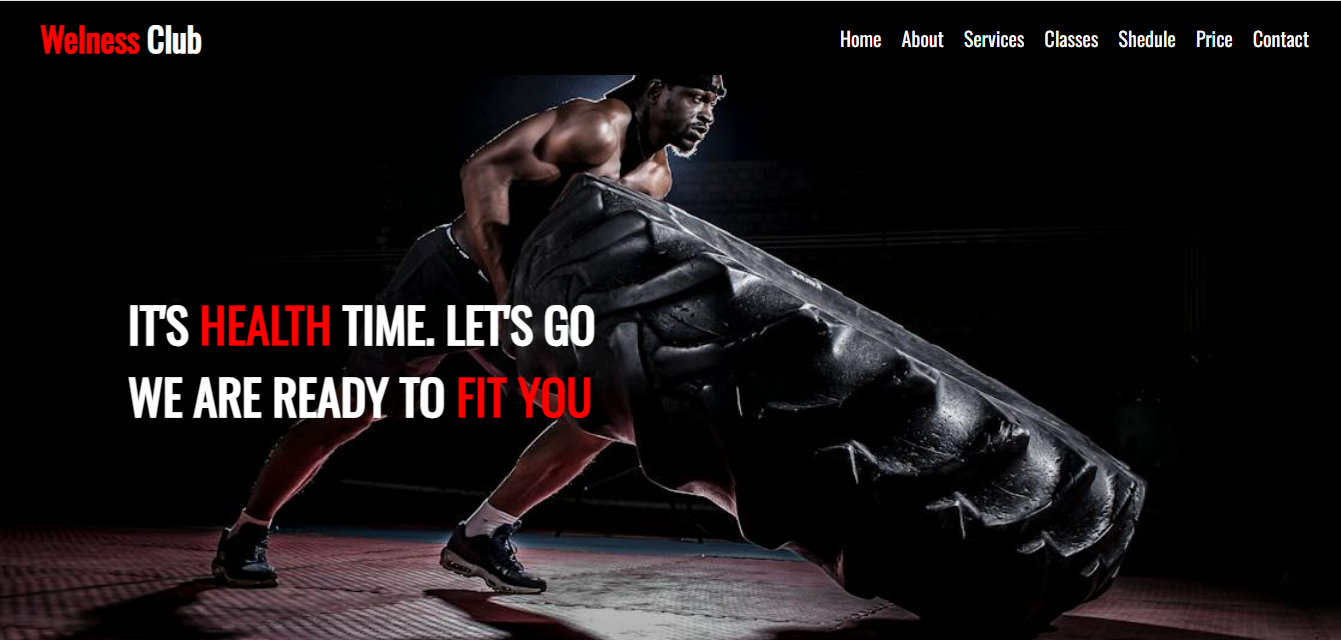 Welness Club
Home About Services Classes Shedule Price Contact
IT'S HEALTH TIME. LET'S GO
WE ARE READY TO FIT YOU